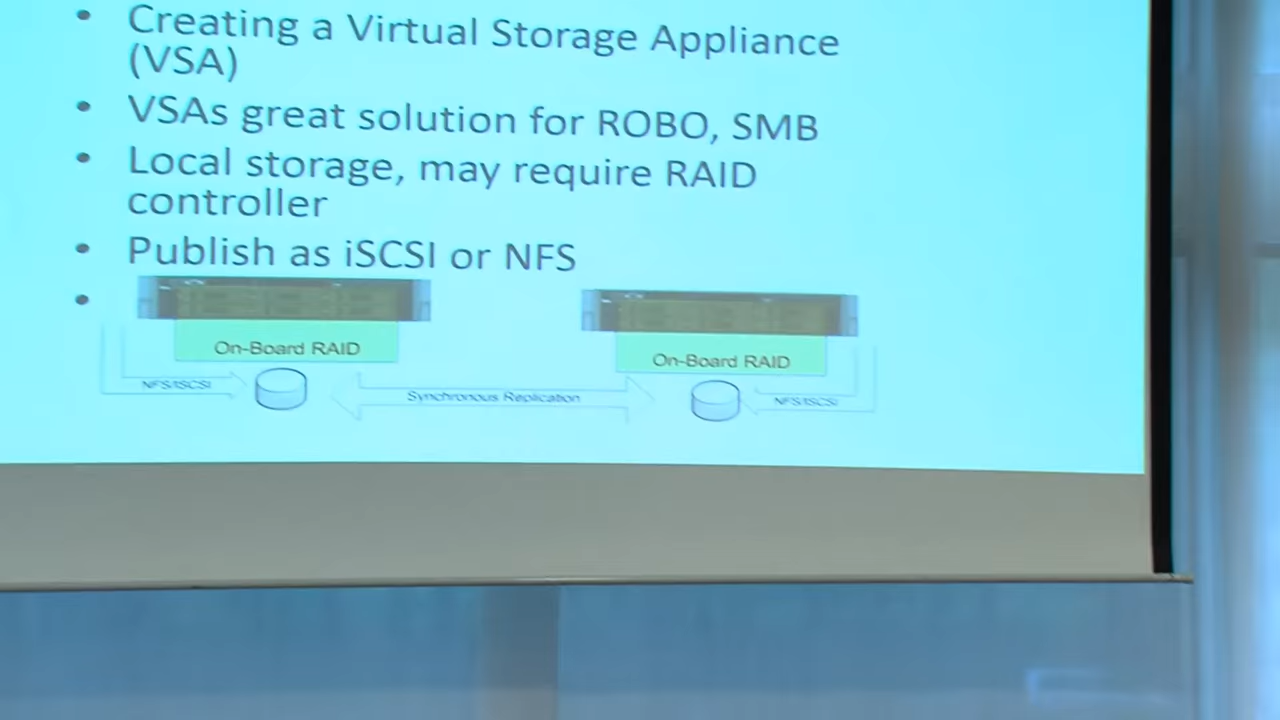 • Creating a Virtual Storage Appliance
(VSA)
• VSAs great solution for ROBO, SMB
• Local storage, may require RAID
controller
• Publish as iSCSI or NFS
•
On-Board RAID
On-Board RAID
NFS/iSCSI
Synchronous Replication
NFS/iSCSI